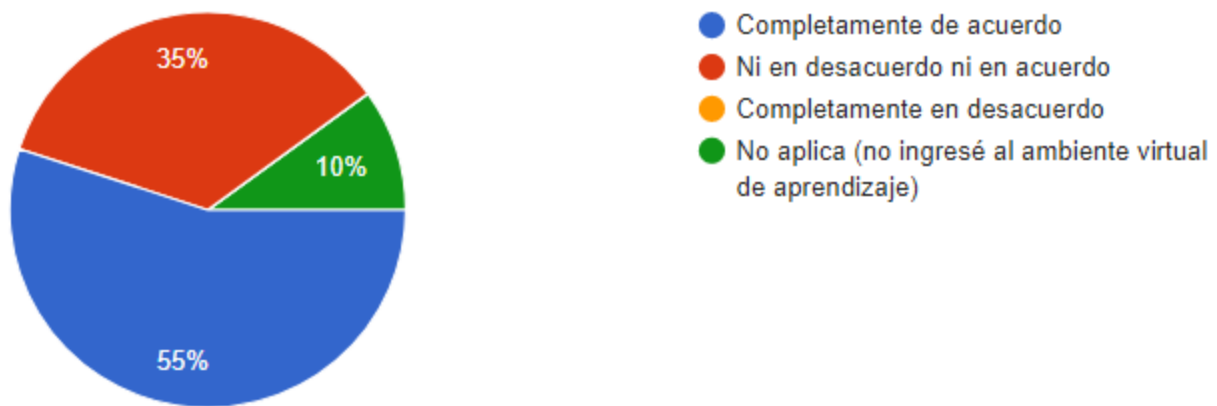 35%
10%
55%
Completamente de acuerdo
Ni en desacuerdo ni en acuerdo
Completamente en desacuerdo
No aplica (no ingresé al ambiente virtual
de aprendizaje)